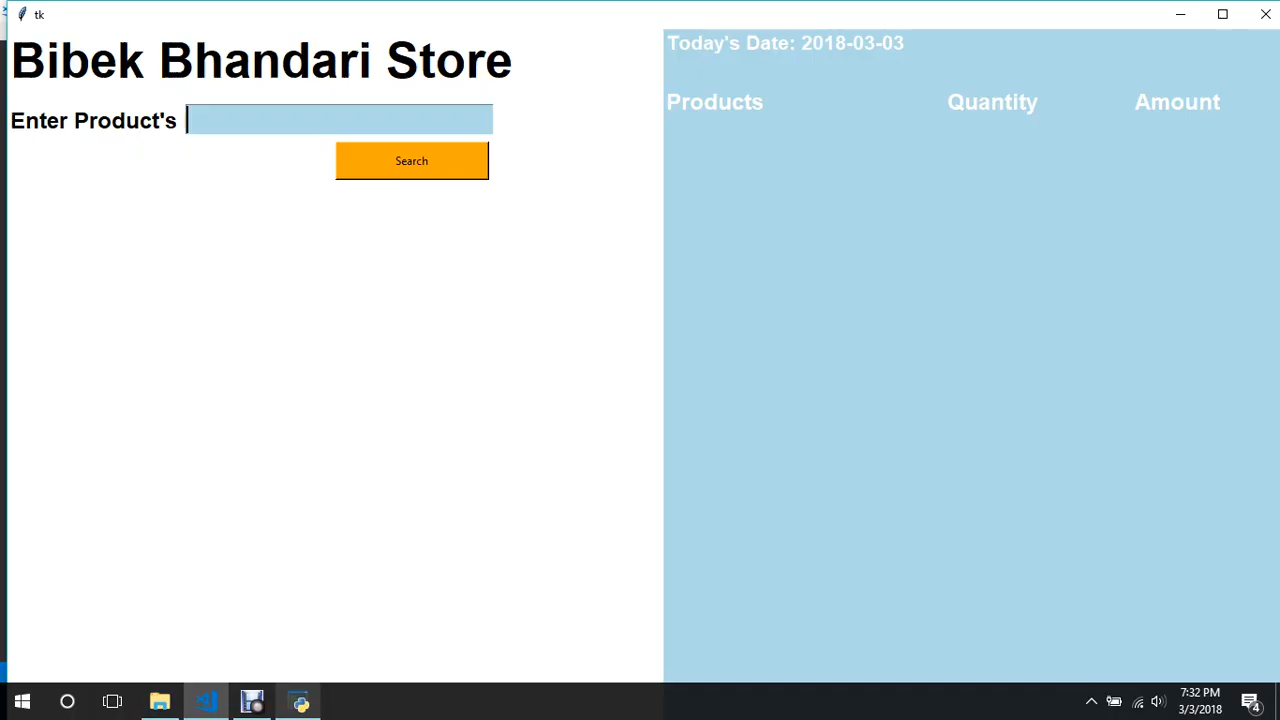 tk
Bibek Bhandari Store
Enter Product's
Search
Today's Date: 2018-03-03
Products Quantity Amount
7:32 PM
3/3/2018
4